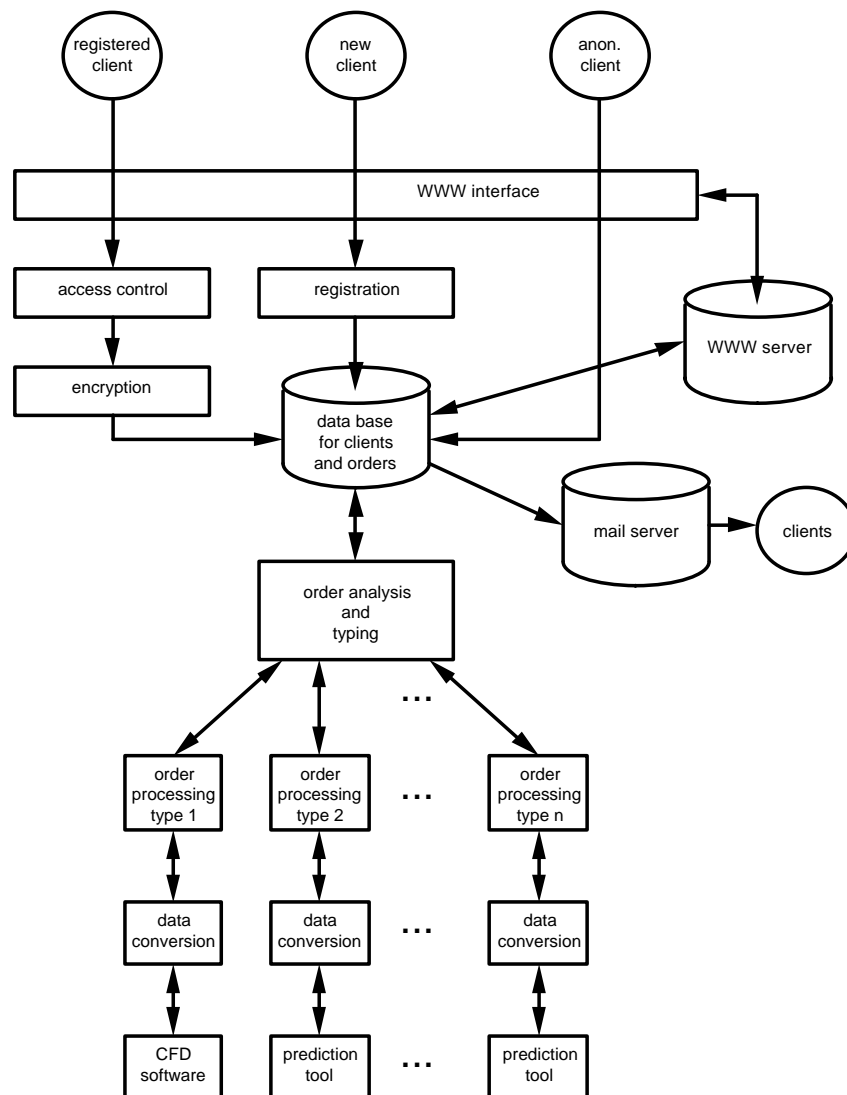 registered
client
new
client
anon.
client
WWW interface
access control
registration
WWW server
encryption
data base
for clients
and orders
mail server
clients
order analysis
and
typing
...
order
processing
type 1
order
processing
type 2
...
order
processing
type n
data
conversion
data
conversion
...
data
conversion
CFD
software
prediction
tool
...
prediction
tool